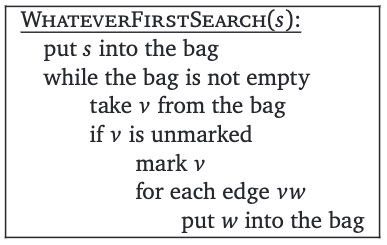 WHATEVERFIRSTSEARCH(s):
put s into the bag
while the bag is not empty
take v from the bag
if v is unmarked
mark v
for each edge vw
put w into the bag